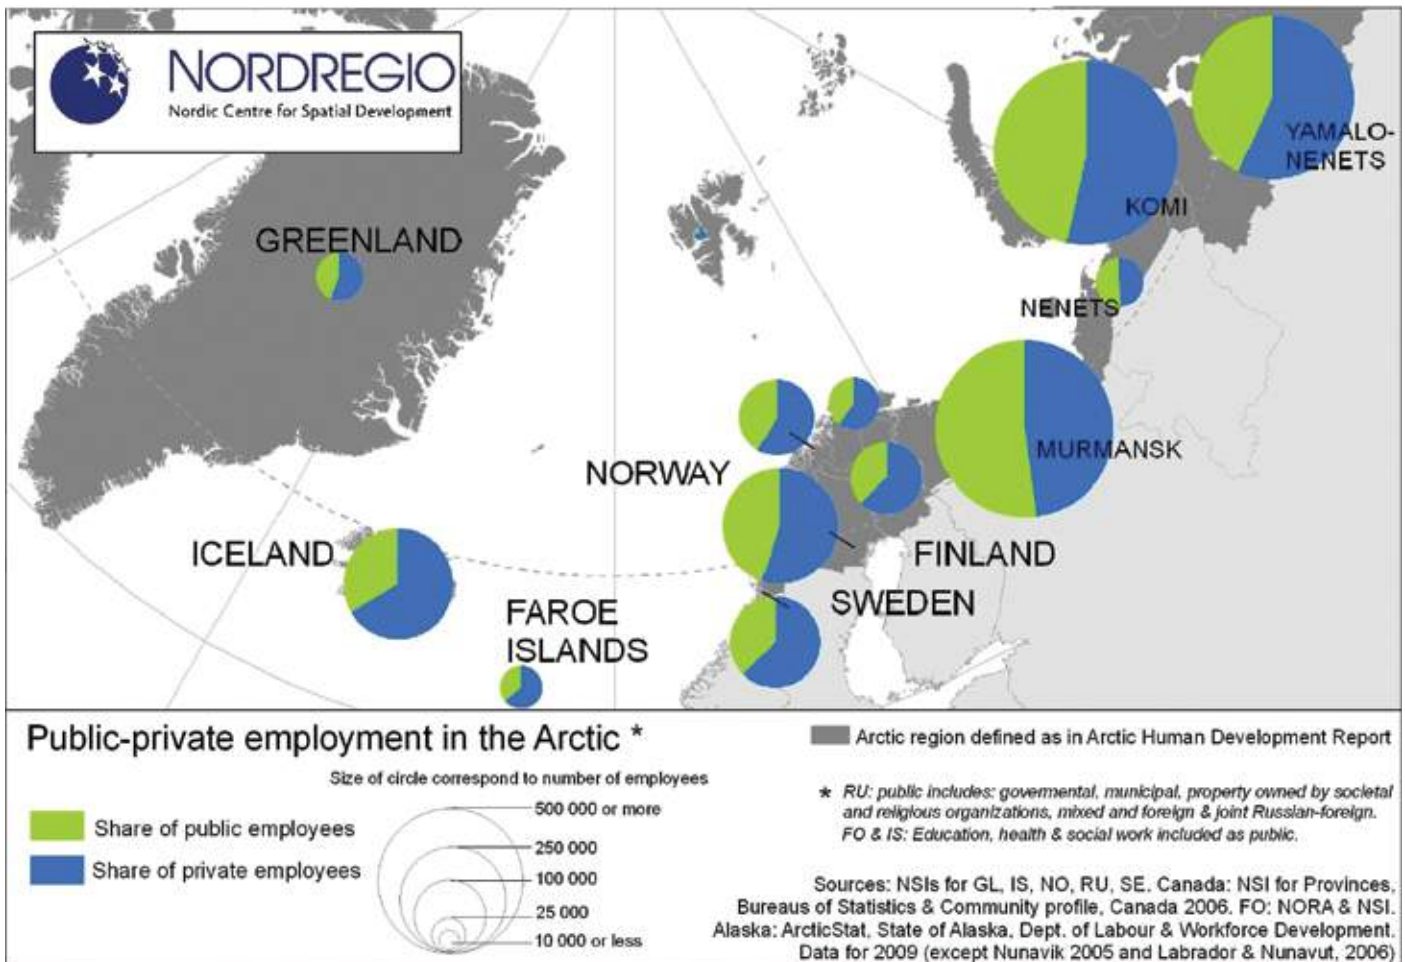 NORDREGIO
Nordic Centre for Spatial Development
YAMALO-
NENETS
KOMI
GREENLAND
NENETS
MURMANSK
NORWAY
ICELAND
FINLAND
SWEDEN
FAROE
ISLANDS
Public-private employment in the Arctic *
Size of circle correspond to number of employees
500 000 or more
250 000
100 000
25 000
10 000 or less
Share of public employees
Share of private employees
Arctic region defined as in Arctic Human Development Report
* RU: public includes: govermental, municipal, property owned by societal
and religious organizations, mixed and foreign & joint Russian-foreign.
FO & IS: Education, health & social work included as public.
Sources: NSIs for GL, IS, NO, RU, SE, Canada: NSI for Provinces,
Bureaus of Statistics & Community profile, Canada 2006. FO: NORA & NSI.
Alaska: ArcticStat, State of Alaska, Dept. of Labour & Workforce Development.
Data for 2009 (except Nunavik 2005 and Labrador & Nunavut, 2006)